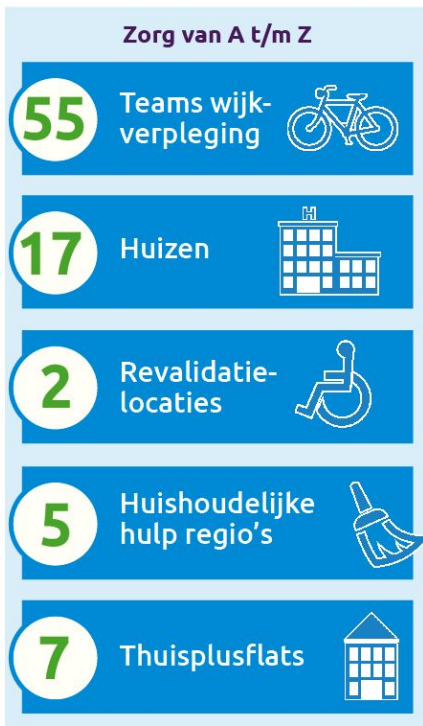 Zorg van A t/m Z
55
Teams wijk-
verpleging
H
17
Huizen
2
Revalidatie-
locaties
5
Huishoudelijke
hulp regio's
7
Thuisplusflats